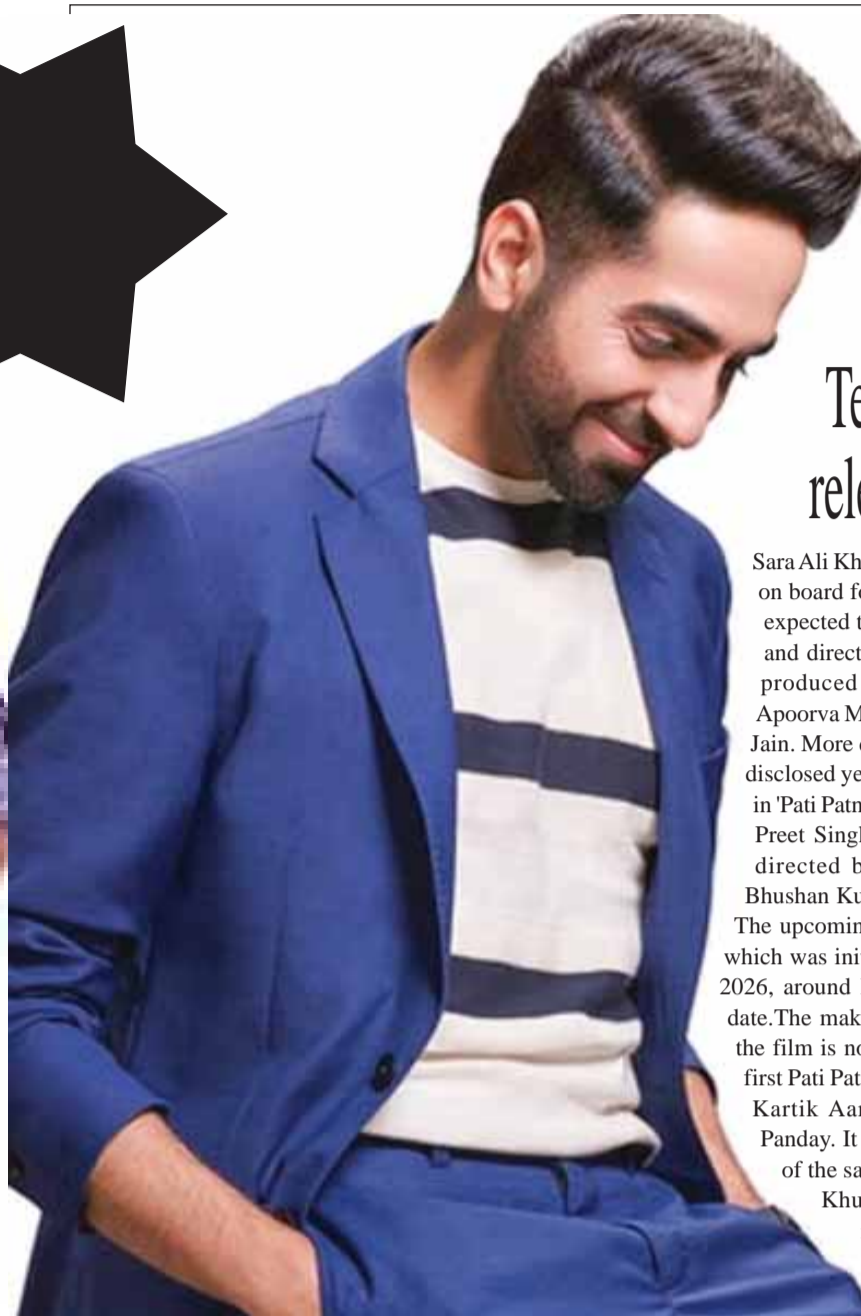 Te
rele
Sara Ali Kh
on board fo
expected t
and direct
produced
Apoorva M
Jain. More
disclosed ye
in 'Pati Patn
Preet Singh
directed b
Bhushan Ku
The upcomin
which was init
2026, around
date.The mak
the film is no
first Pati Pat
Kartik Aar
Panday. It
of the sa
Khu